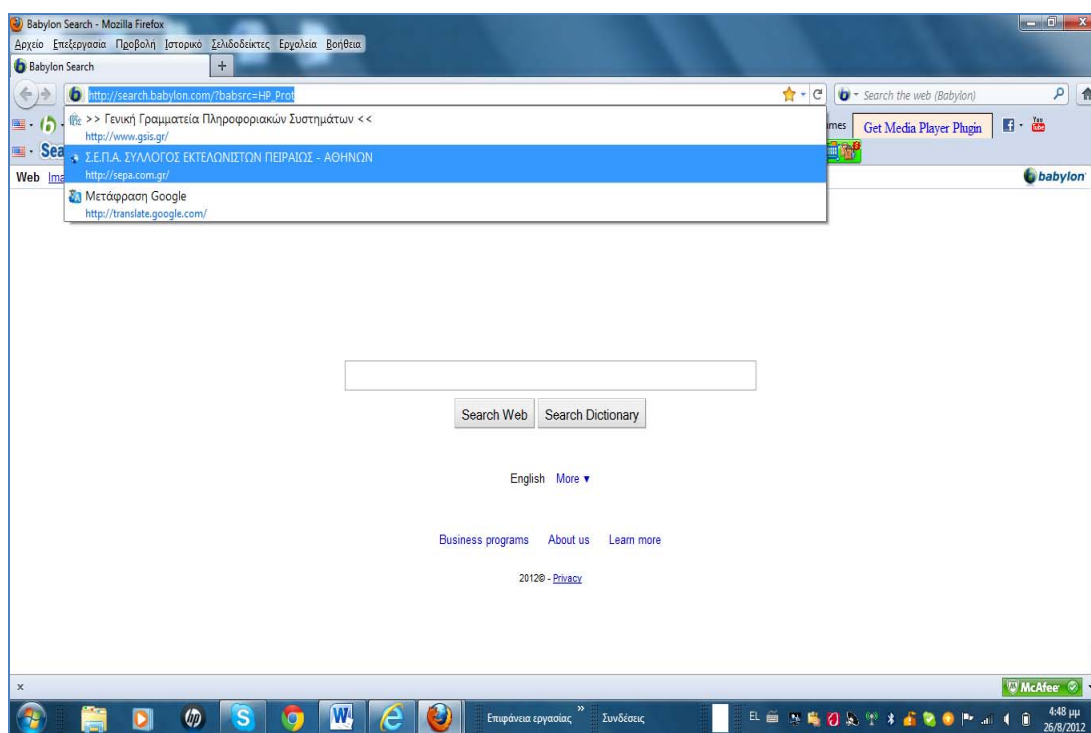 Babylon Search - Mozilla Firefox
Αρχείο Επεξεργασία Προβολή Ιστορικό Σελιδοδείκτες Εργαλεία Βοήθεια
Babylon Search +
http://search.babylon.com/?babsrc=HP_Prot
Search the web (Babylon)
>> Γενική Γραμματεία Πληροφοριακών Συστημάτων <<
http://www.gsis.gr/
Get Media Player Plugin
You Tube
Σ.Ε.Π.Α. ΣΥΛΛΟΓΟΣ ΕΚΤΕΛΩΝΙΣΤΩΝ ΠΕΙΡΑΙΩΣ - ΑΘΗΝΩΝ
http://sepa.com.gr/
Web
babylon
Μετάφραση Google
http://translate.google.com/
Search Web Search Dictionary
English More ▼
Business programs About us Learn more
2012© - Privacy
x
McAfee
Επιφάνεια εργασίας » Συνδέσεις
EL
4:48 μμ
26/8/2012